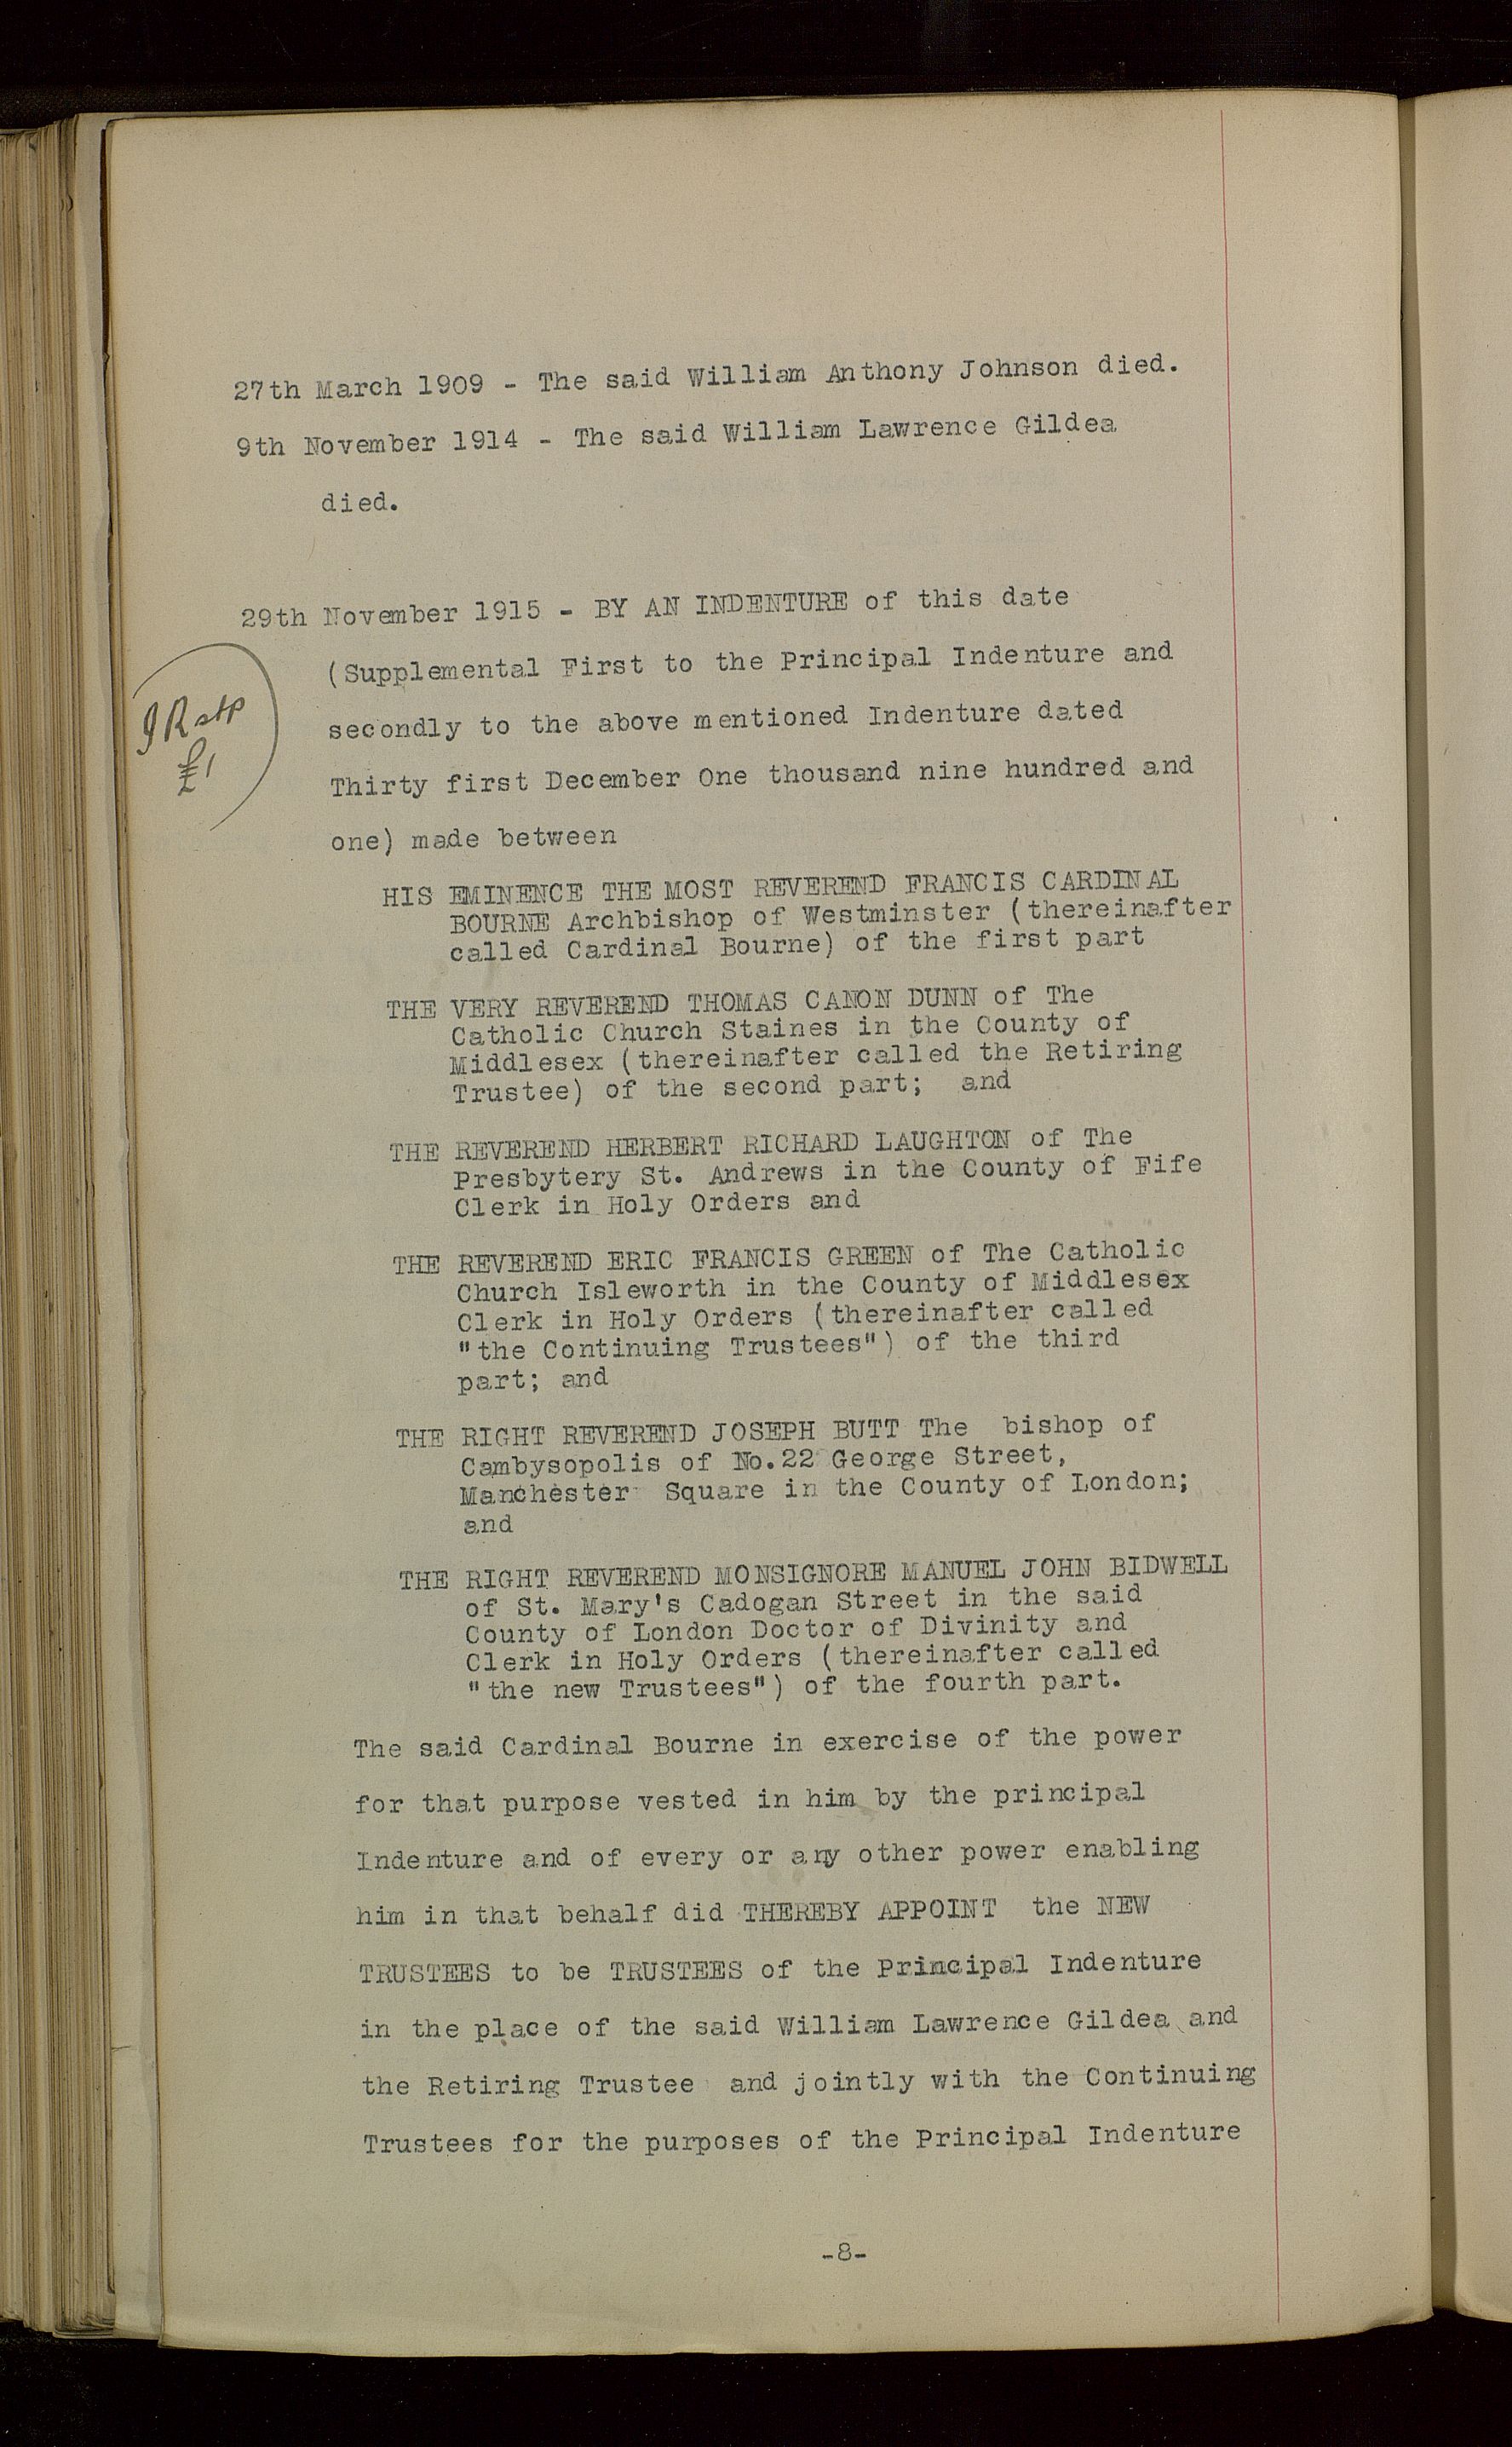 27th March 1909 - The said William Anthony Johnson died.
9th November 1914 - The said William Lawrence Gildea
died.
29th November 1915 - BY AN INDENTURE of this date
(Supplemental First to the Principal Indenture and
secondly to the above mentioned Indenture dated
Thirty first December One thousand nine hundred and
one) made between
IR stp
£1
HIS EMINENCE THE MOST REVEREND FRANCIS CARDINAL
BOURNE Archbishop of Westminster (thereinafter
called Cardinal Bourne) of the first part
THE VERY REVEREND THOMAS CANON DUNN of The
Catholic Church Staines in the County of
Middlesex (thereinafter called the Retiring
Trustee) of the second part; and
THE REVEREND HERBERT RICHARD LAUGHTON of The
Presbytery St. Andrews in the County of Fife
Clerk in Holy Orders and
THE REVEREND ERIC FRANCIS GREEN of The Catholic
Church Isleworth in the County of Middlesex
Clerk in Holy Orders (thereinafter called
"the Continuing Trustees") of the third
part; and
THE RIGHT REVEREND JOSEPH BUTT The bishop of
Cambysopolis of No.22 George Street,
Manchester Square in the County of London;
and
THE RIGHT REVEREND MONSIGNORE MANUEL JOHN BIDWELL
of St. Mary's Cadogan Street in the said
County of London Doctor of Divinity and
Clerk in Holy Orders (thereinafter called
"the new Trustees") of the fourth part.
The said Cardinal Bourne in exercise of the power
for that purpose vested in him by the principal
Indenture and of every or any other power enabling
him in that behalf did THEREBY APPOINT the NEW
TRUSTEES to be TRUSTEES of the Principal Indenture
in the place of the said William Lawrence Gildea and
the Retiring Trustee and jointly with the Continuing
Trustees for the purposes of the Principal Indenture
-8-